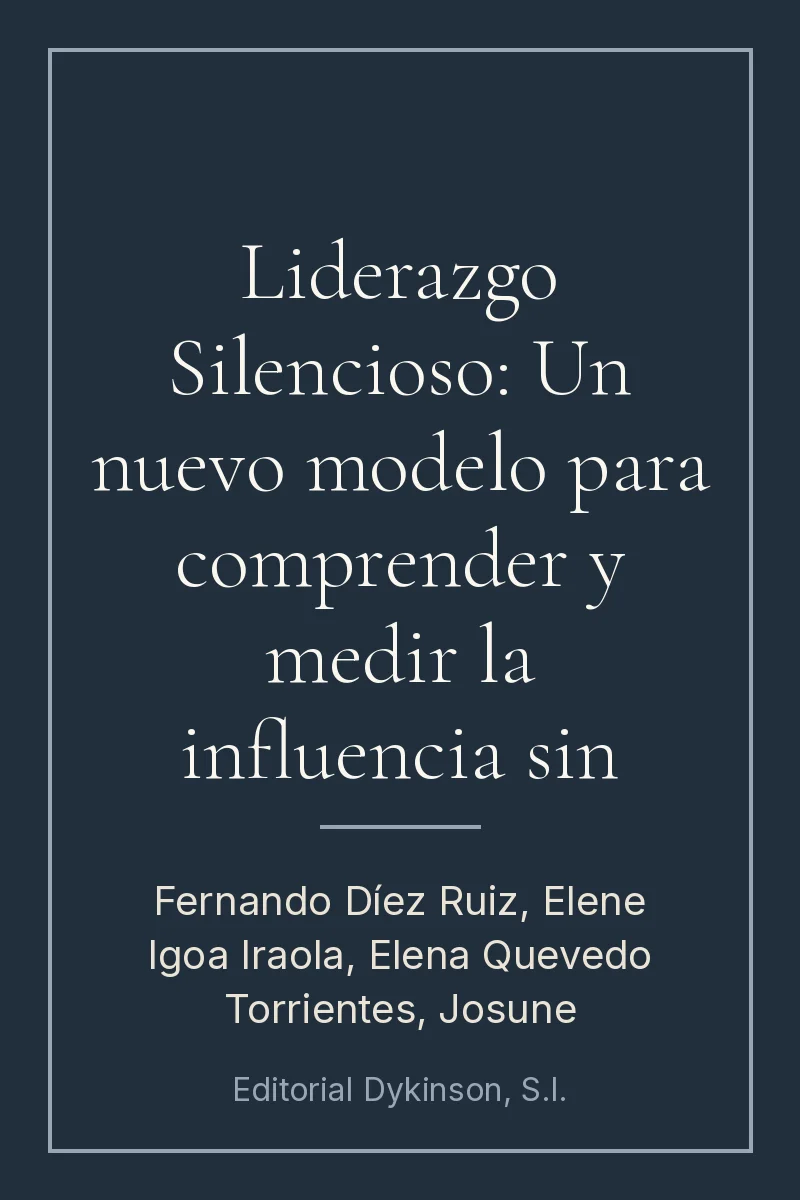 Liderazgo
Silencioso: Un
nuevo modelo para
comprender y
medir la
influencia sin
Fernando Díez Ruiz, Elene
Igoa Iraola, Elena Quevedo
Torrientes, Josune
Editorial Dykinson, S.l.